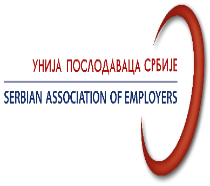 УНИЈА ПОСЛОДАВАЦА СРБИЈЕ
SERBIAN ASSOCIATION OF EMPLOYERS